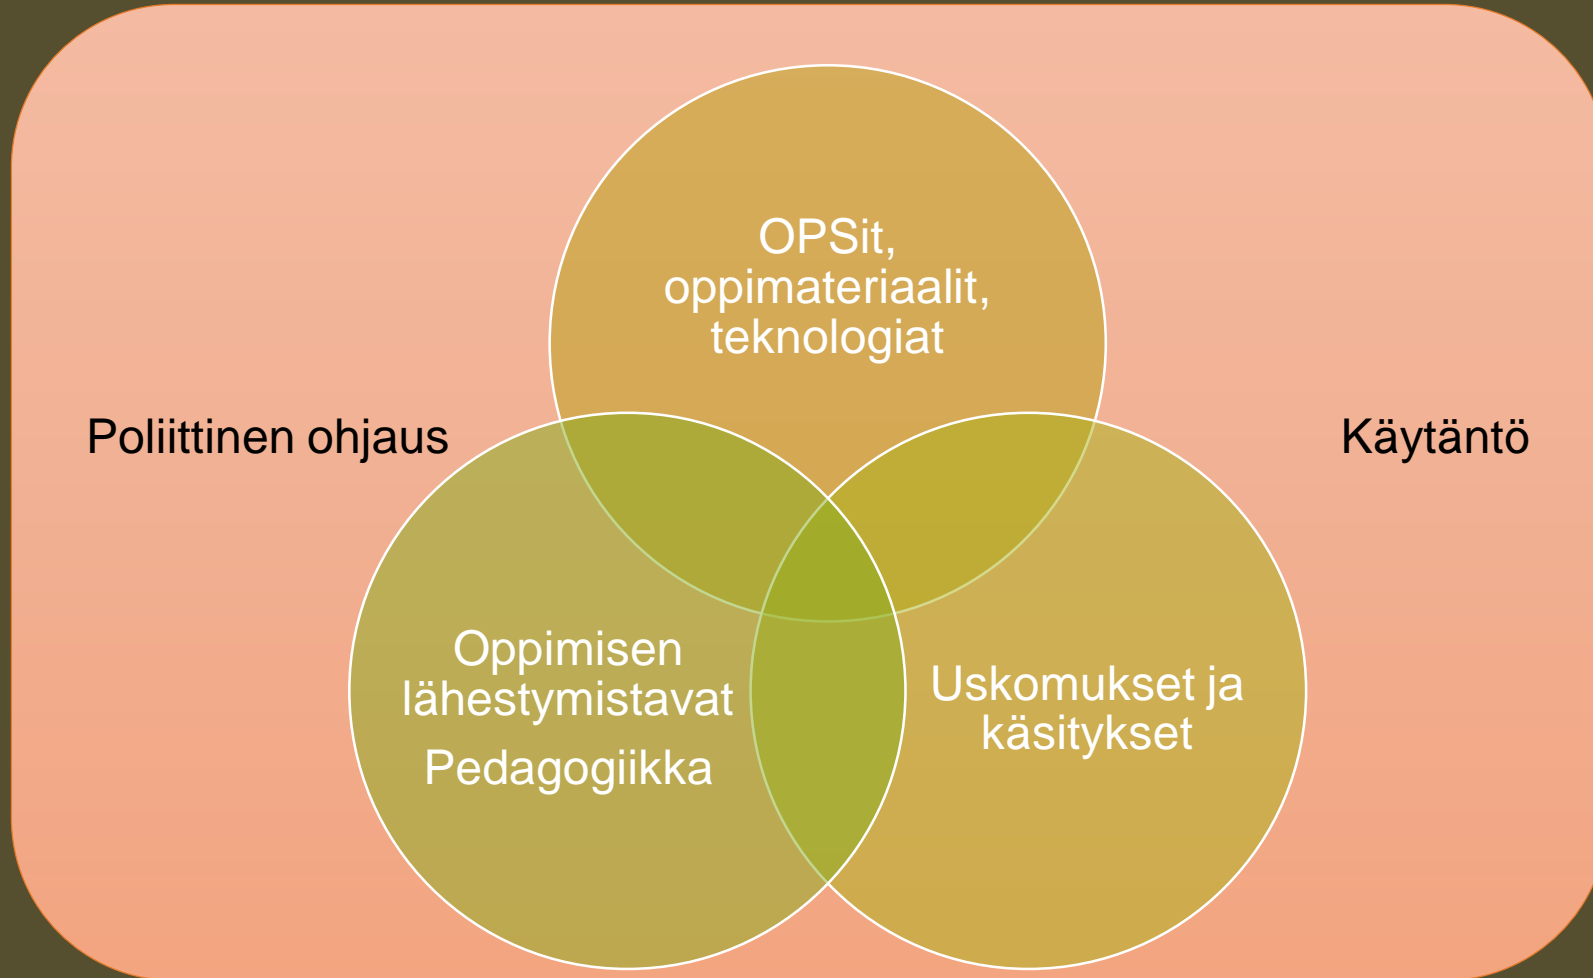 OPSit,
oppimateriaalit,
teknologiat
Poliittinen ohjaus
Käytäntö
Oppimisen
lähestymistavat
Pedagogiikka
Uskomukset ja
käsitykset